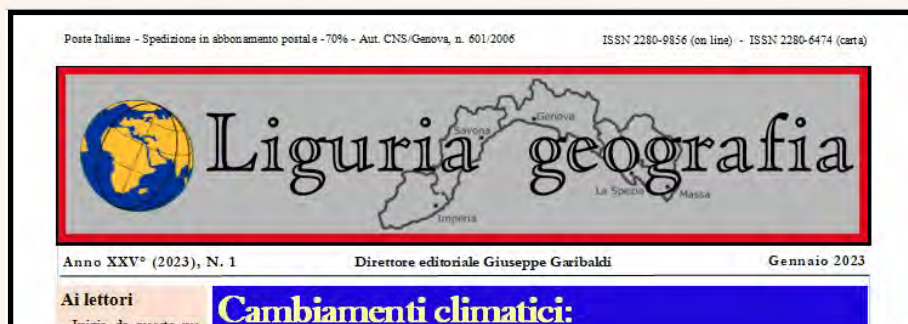 Poste Italiane - Spedizione in abbonamento postale -70% - Aut. CNS/Genova, n. 601/2006 ISSN 2280-9856 (on line) - ISSN 2280-6474 (carta)
Liguria geografia
Genova
Savona
La Spezia
Massa
Imperia
Anno XXV° (2023), N. 1 Direttore editoriale Giuseppe Garibaldi Gennaio 2023
Ai lettori
Cambiamenti climatici: